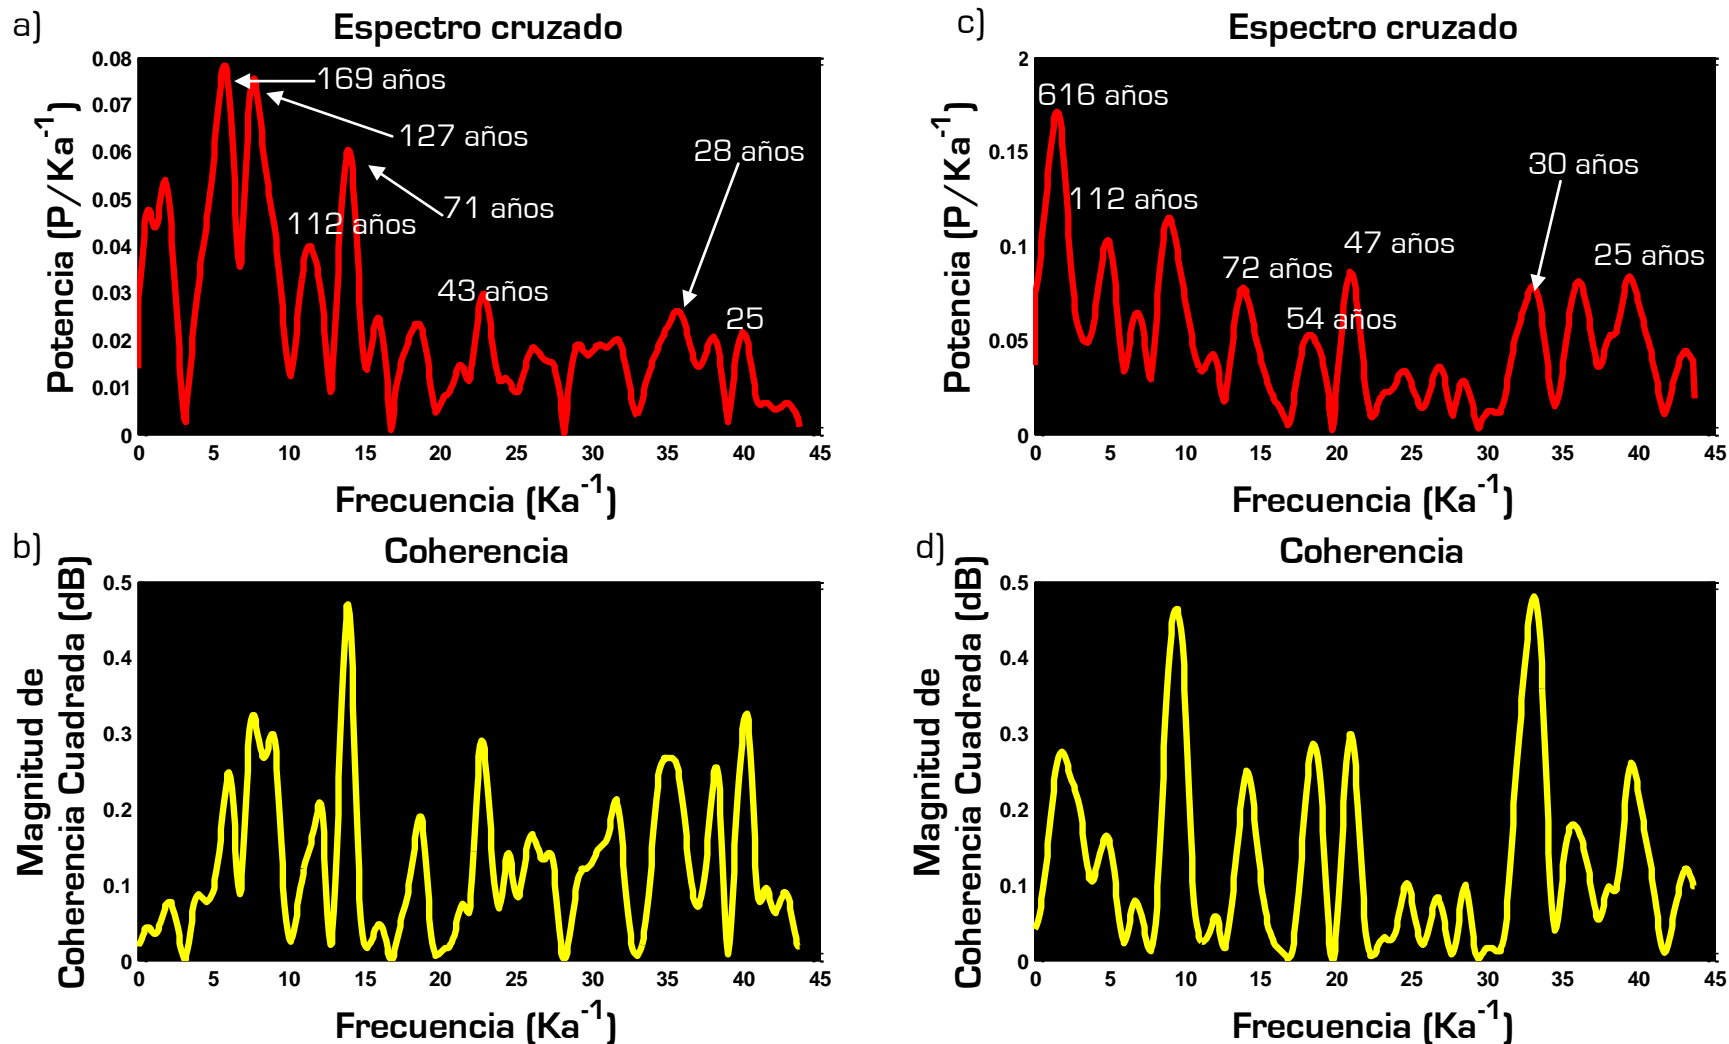 a)
Espectro cruzado
Potencia (P/Ka-1)
0.08
0.07
0.06
0.05
0.04
0.03
0.02
0.01
0
169 años
127 años
71 años
112 años
43 años
28 años
25
0 5 10 15 20 25 30 35 40 45
Frecuencia (Ka-1)
c)
Espectro cruzado
Potencia (P/Ka-1)
2
0.15
0.1
0.05
0
616 años
112 años
72 años
54 años
47 años
30 años
25 años
0 5 10 15 20 25 30 35 40 45
Frecuencia (Ka-1)
b)
Coherencia
Magnitud de
Coherencia Cuadrada (dB)
0.5
0.4
0.3
0.2
0.1
0
0 5 10 15 20 25 30 35 40 45
Frecuencia (Ka-1)
d)
Coherencia
Magnitud de
Coherencia Cuadrada (dB)
0.5
0.4
0.3
0.2
0.1
0
0 5 10 15 20 25 30 35 40 45
Frecuencia (Ka-1)